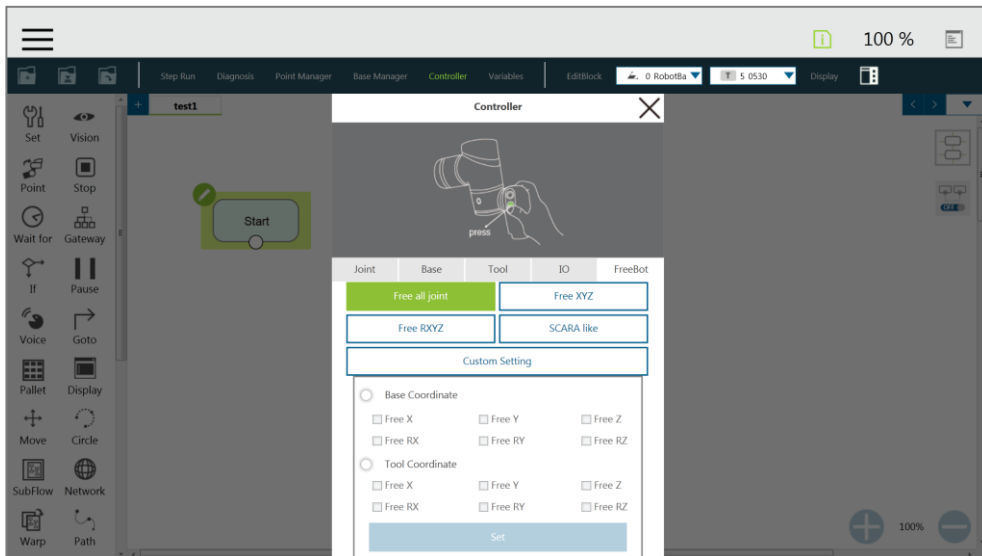 100 %
Step Run Diagnosis Point Manager Base Manager Controller Variables EditBlock 0 RobotBa T 5 0530 Display
test1
Set Vision
Point Stop
Wait for Gateway
If Pause
Voice Goto
Pallet Display
Move Circle
SubFlow Network
Warp Path
Start
Controller
press
Joint Base Tool IO FreeBot
Free all joint Free XYZ
Free RXYZ SCARA like
Custom Setting
Base Coordinate
Free X Free Y Free Z
Free RX Free RY Free RZ
Tool Coordinate
Free X Free Y Free Z
Free RX Free RY Free RZ
Set
OFF
100%